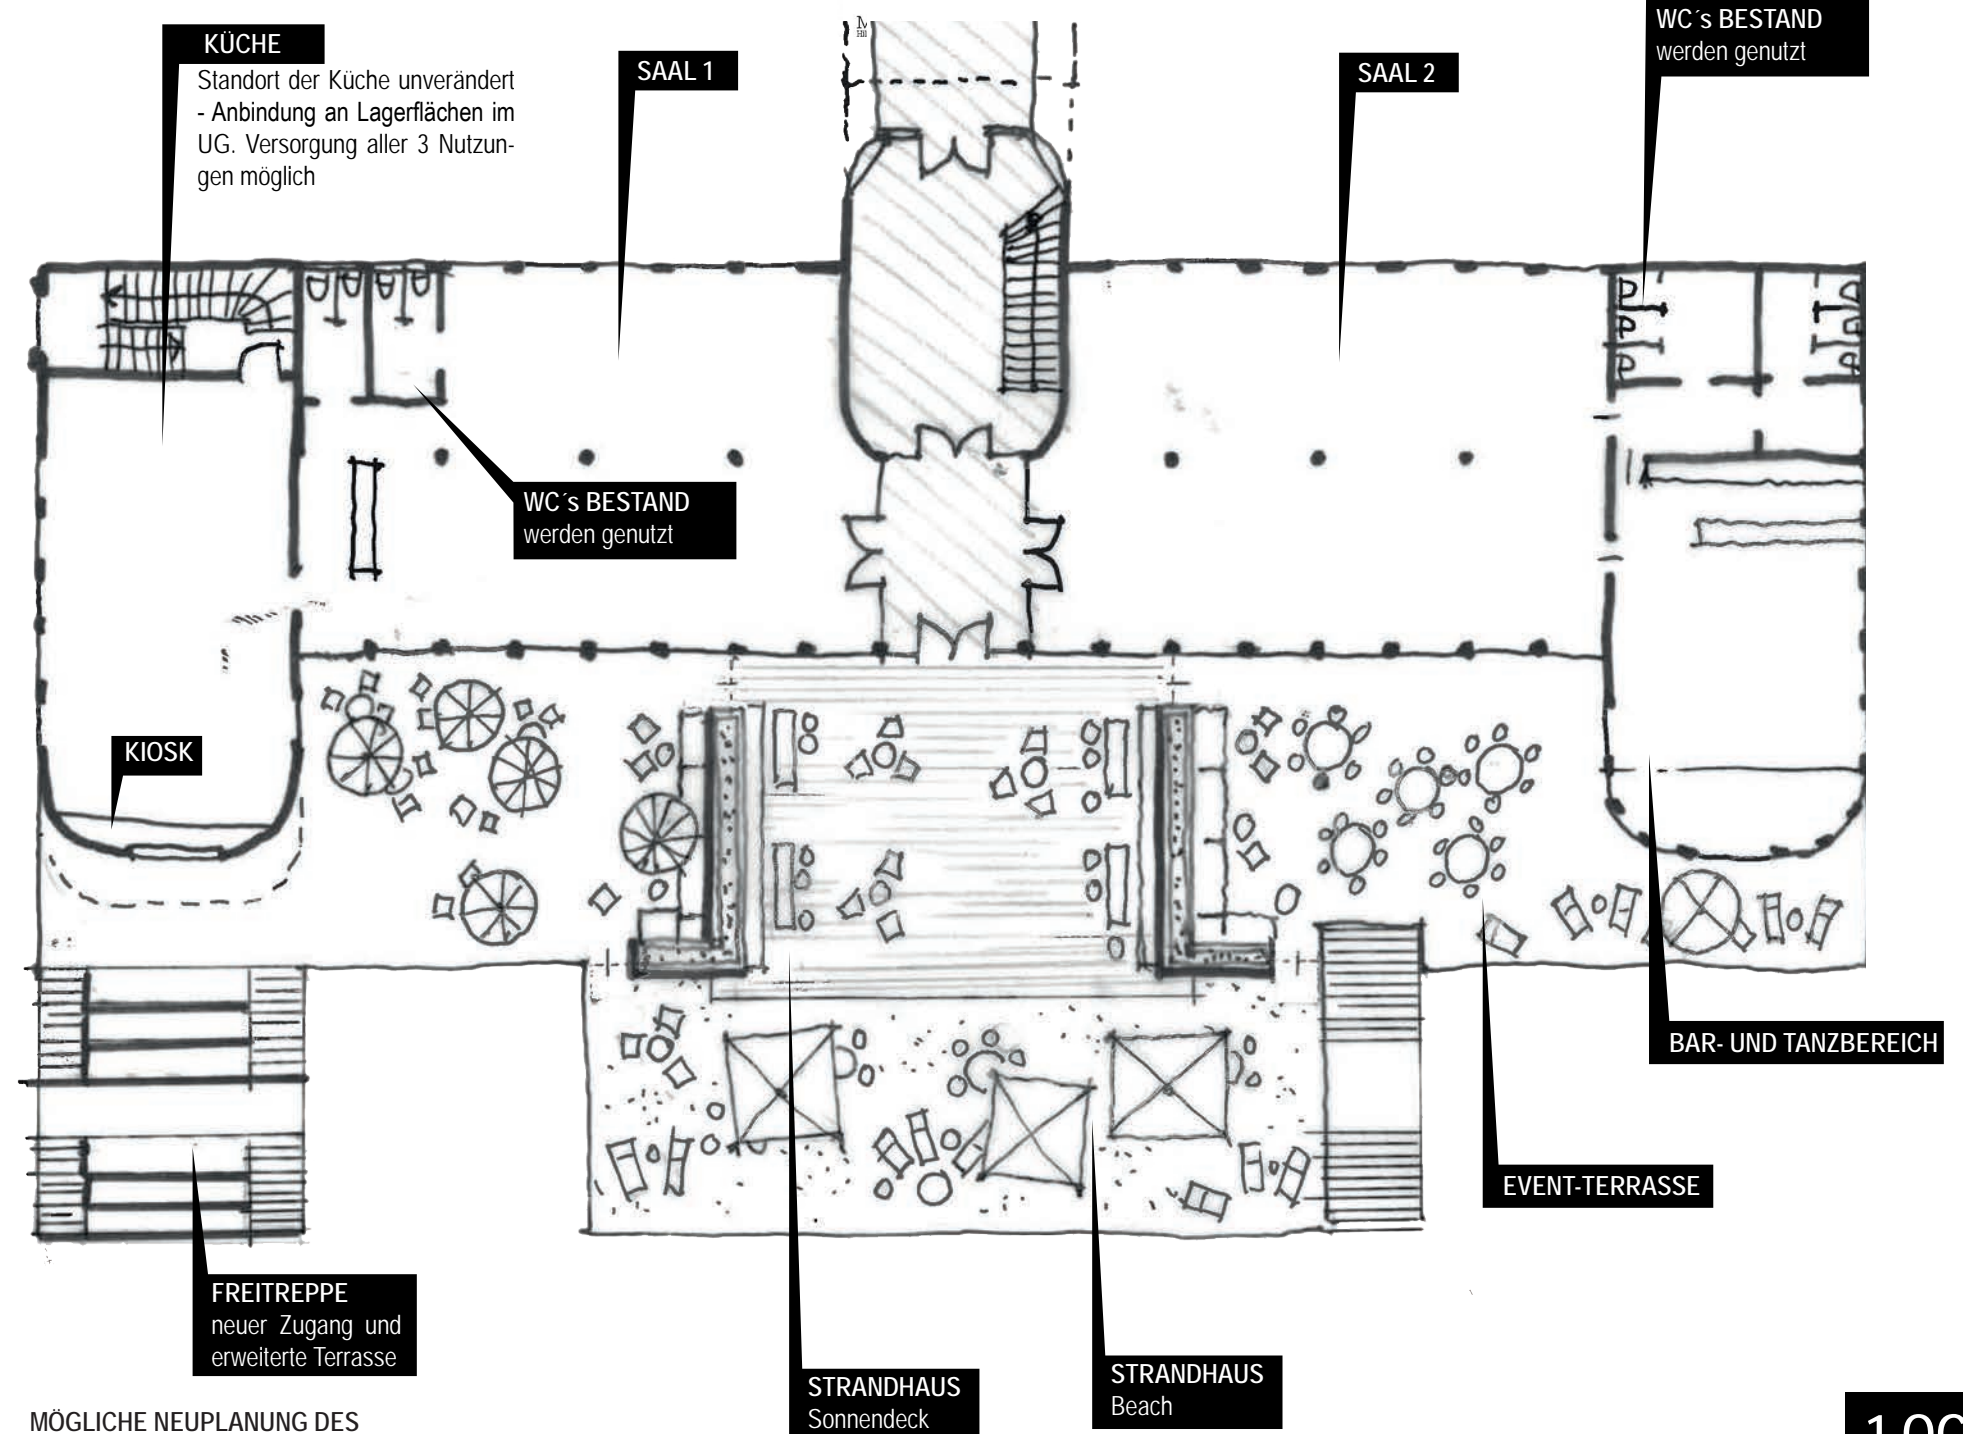 KÜCHE
Standort der Küche unverändert
- Anbindung an Lagerflächen im
UG. Versorgung aller 3 Nutzun-
gen möglich
SAAL 1
SAAL 2
WC´s BESTAND
werden genutzt
WC´s BESTAND
werden genutzt
KIOSK
BAR- UND TANZBEREICH
EVENT-TERRASSE
FREITREPPE
neuer Zugang und
erweiterte Terrasse
STRANDHAUS
Sonnendeck
STRANDHAUS
Beach
MÖGLICHE NEUPLANUNG DES